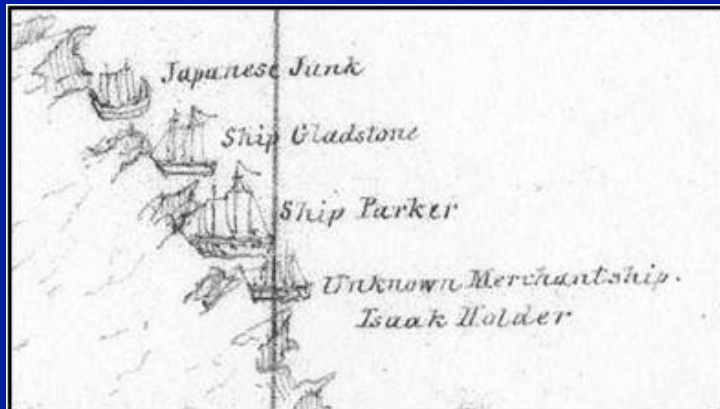 Japanese Junk
Ship Gladstone
Ship Parker
Unknown Merchantship.
Isaak Holder